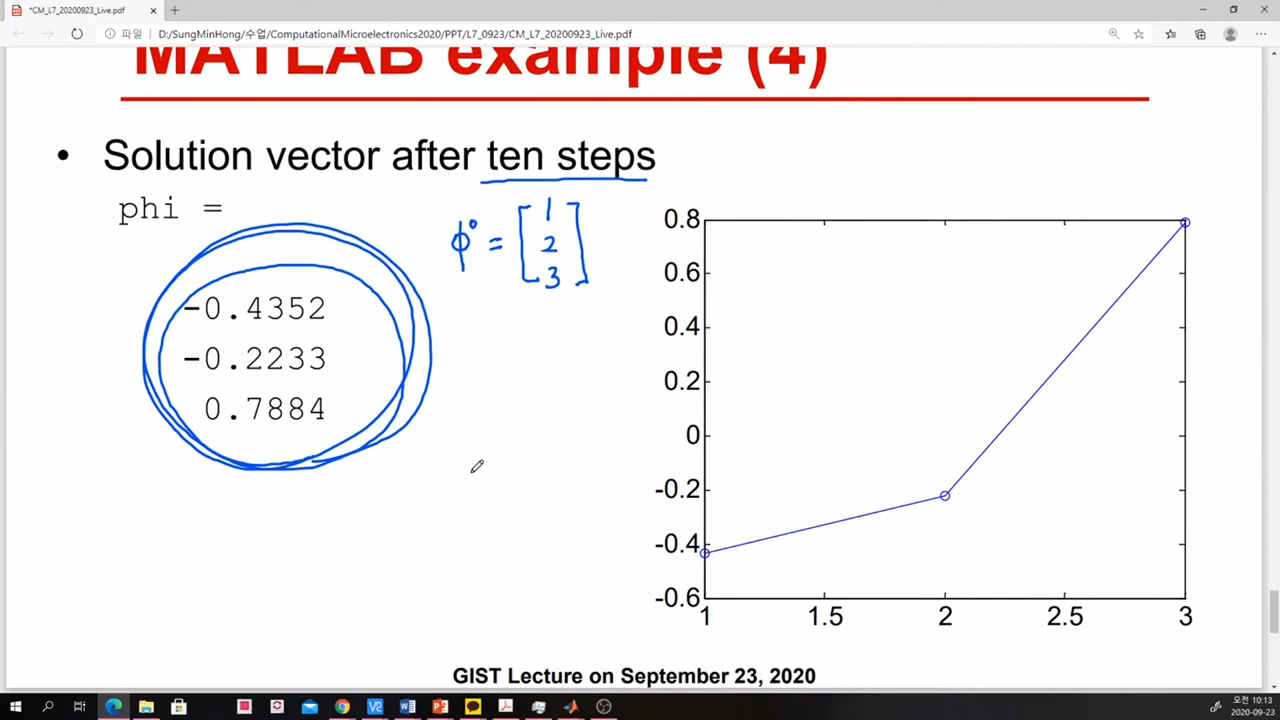 *CM_L7_20200923_Live.pdf
파일 D:/SungMinHong/수업/ComputationalMicroelectronics2020/PPT/L7_0923/CM_L7_20200923_Live.pdf
MATLAB example (4)
• Solution vector after ten steps
phi =
-0.4352
-0.2233
0.7884
ϕ⁰ = [1
2
3]
0.8
0.6
0.4
0.2
0
-0.2
-0.4
-0.6
1 1.5 2 2.5 3
GIST Lecture on September 23, 2020
오전 10:13
2020-09-23